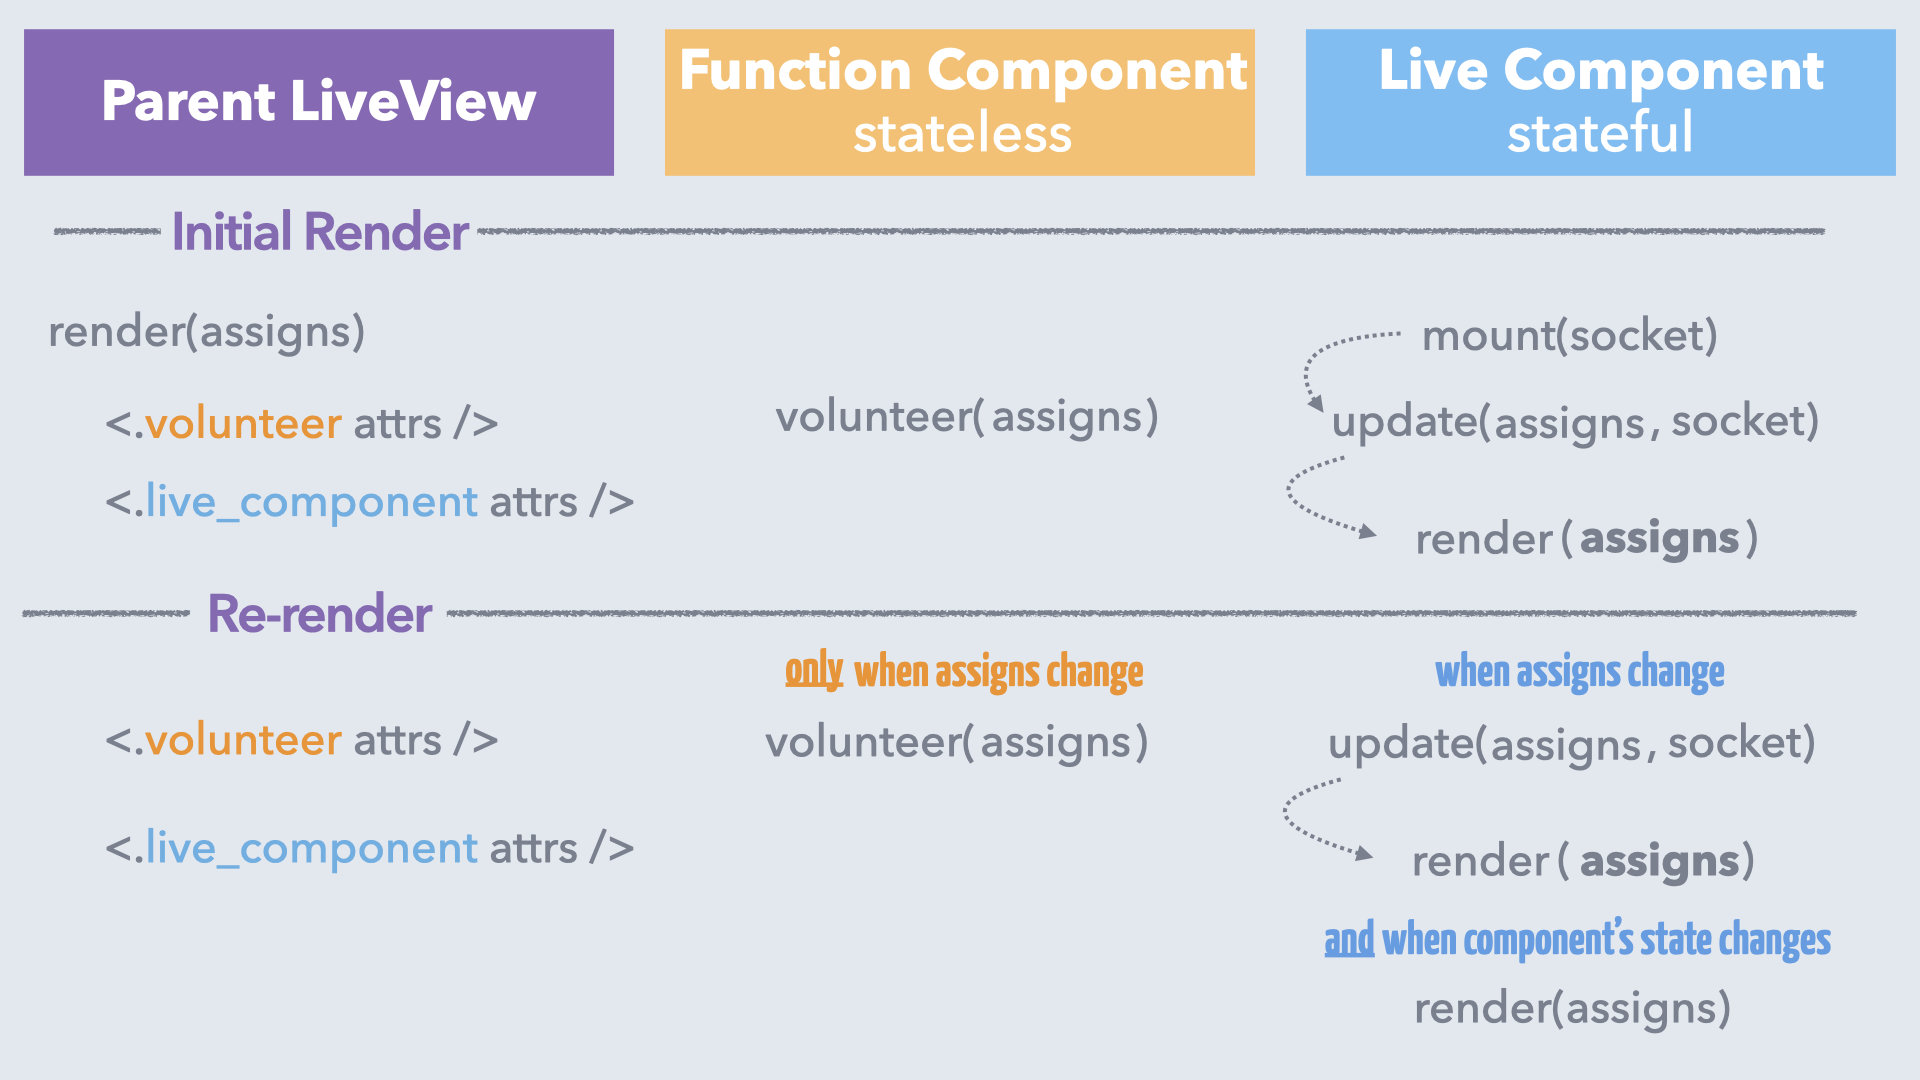 Parent LiveView
Function Component
stateless
Live Component
stateful
Initial Render
render(assigns)
<.volunteer attrs />
<.live_component attrs />
volunteer(assigns)
mount(socket)
update(assigns, socket)
render(assigns)
Re-render
only when assigns change
when assigns change
<.volunteer attrs />
volunteer(assigns)
update(assigns, socket)
<.live_component attrs />
render(assigns)
and when component’s state changes
render(assigns)